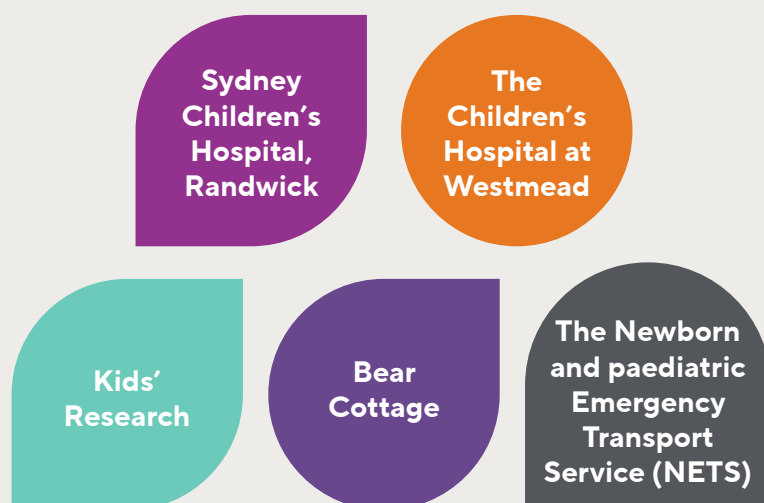 Sydney
Children’s
Hospital,
Randwick
The
Children’s
Hospital at
Westmead
Kids’
Research
Bear
Cottage
The Newborn
and paediatric
Emergency
Transport
Service (NETS)